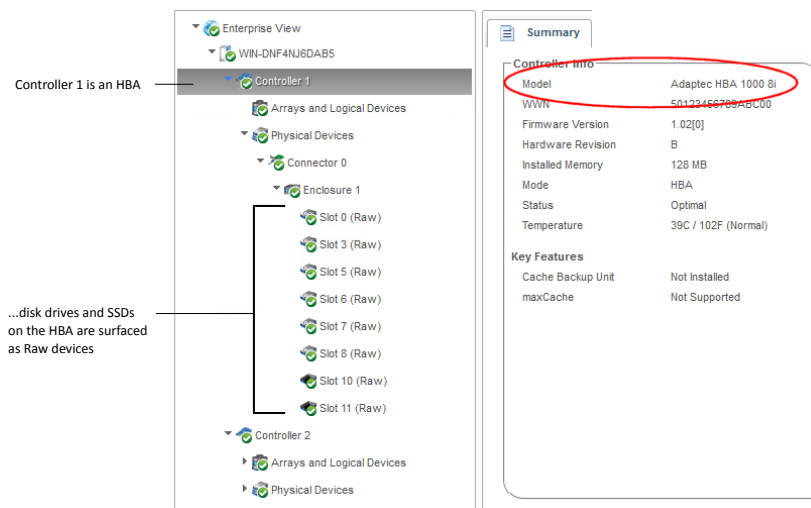 Controller 1 is an HBA
...disk drives and SSDs
on the HBA are surfaced
as Raw devices
Enterprise View
WIN-DNF4NJ6DAB5
Controller 1
Arrays and Logical Devices
Physical Devices
Connector 0
Enclosure 1
Slot 0 (Raw)
Slot 3 (Raw)
Slot 5 (Raw)
Slot 6 (Raw)
Slot 7 (Raw)
Slot 8 (Raw)
Slot 10 (Raw)
Slot 11 (Raw)
Controller 2
Arrays and Logical Devices
Physical Devices
Summary
Controller Info
Model Adaptec HBA 1000 8i
WWN 50123456789ABC00
Firmware Version 1.02[0]
Hardware Revision B
Installed Memory 128 MB
Mode HBA
Status Optimal
Temperature 39C / 102F (Normal)
Key Features
Cache Backup Unit Not Installed
maxCache Not Supported